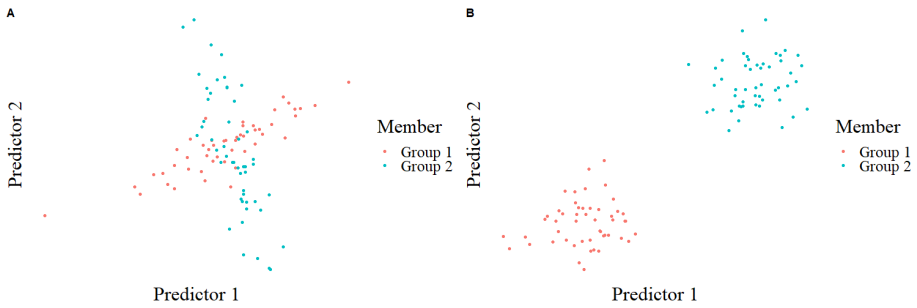 A
Predictor 2
Predictor 1
Member
Group 1
Group 2
B
Predictor 2
Predictor 1
Member
Group 1
Group 2